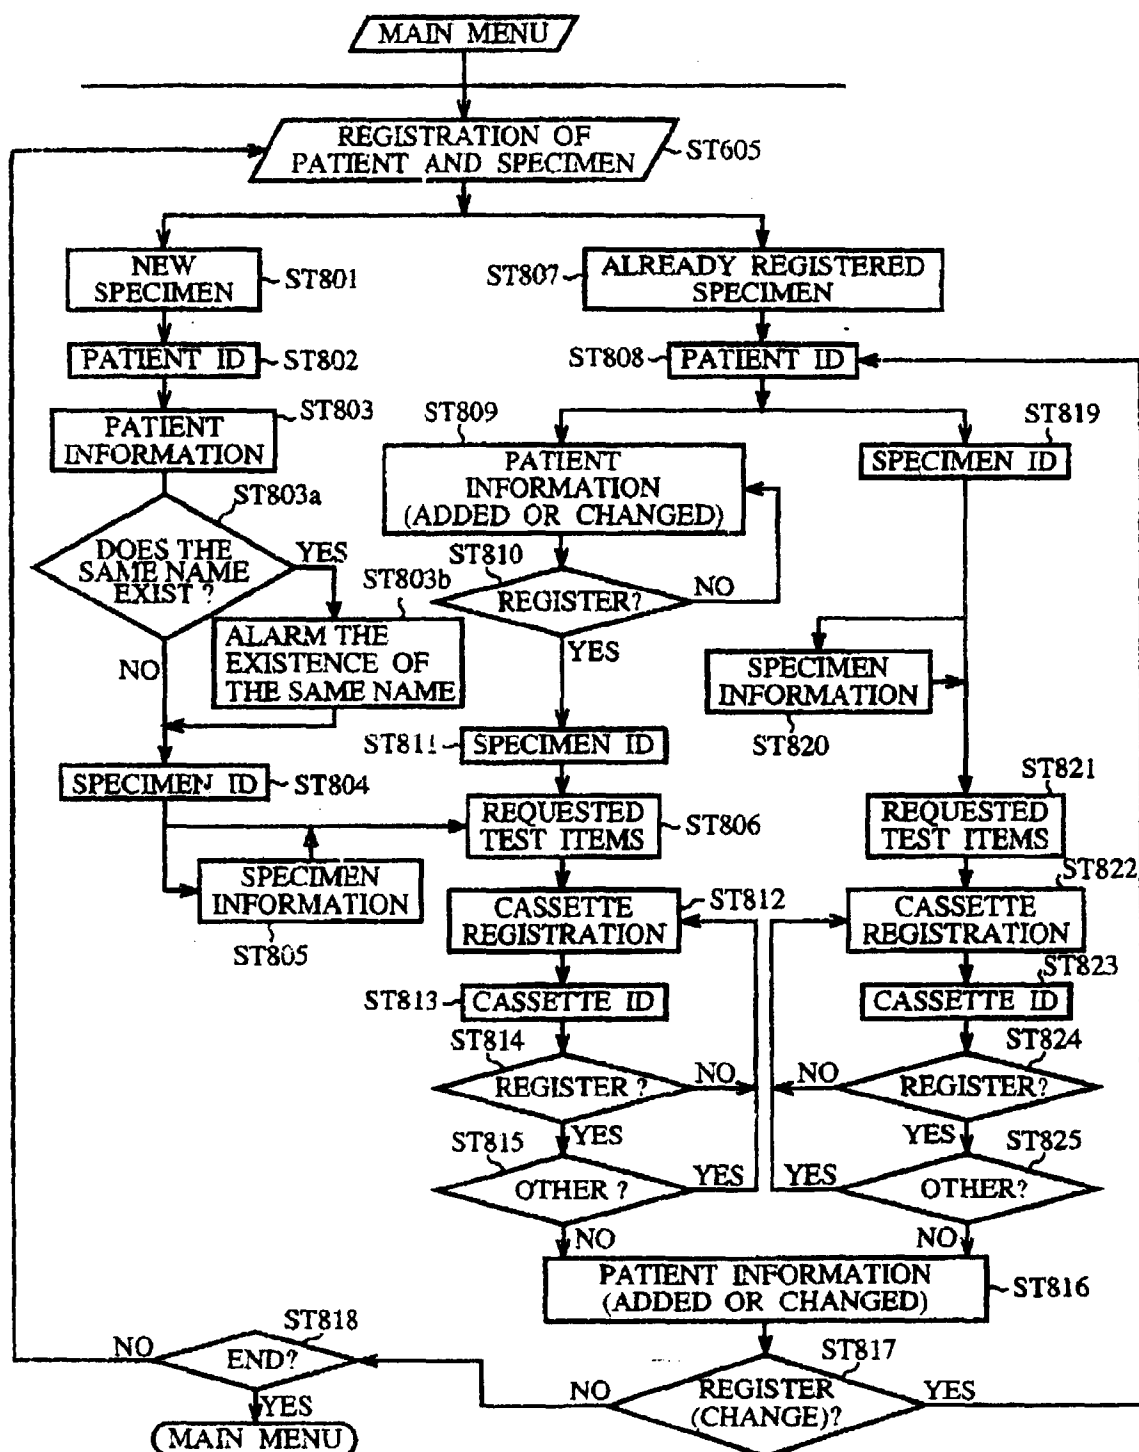 MAIN MENU
REGISTRATION OF
PATIENT AND SPECIMEN
ST605
NEW
SPECIMEN
ST801
ST807
ALREADY REGISTERED
SPECIMEN
PATIENT ID
ST802
ST808
PATIENT ID
ST803
PATIENT
INFORMATION
ST809
PATIENT
INFORMATION
(ADDED OR CHANGED)
ST819
SPECIMEN ID
ST803a
DOES THE
SAME NAME
EXIST ?
YES
NO
ST803b
ALARM THE
EXISTENCE OF
THE SAME NAME
ST810
REGISTER?
NO
YES
SPECIMEN
INFORMATION
ST820
ST811
SPECIMEN ID
SPECIMEN ID
ST804
REQUESTED
TEST ITEMS
ST806
ST821
REQUESTED
TEST ITEMS
SPECIMEN
INFORMATION
ST805
CASSETTE
REGISTRATION
ST812
ST822
CASSETTE
REGISTRATION
ST813
CASSETTE ID
ST823
CASSETTE ID
ST814
REGISTER ?
NO
YES
ST824
NO
REGISTER?
YES
ST815
OTHER ?
YES
NO
ST825
YES
OTHER?
NO
PATIENT INFORMATION
(ADDED OR CHANGED)
ST816
ST818
NO
END?
YES
ST817
NO
REGISTER
(CHANGE)?
YES
MAIN MENU